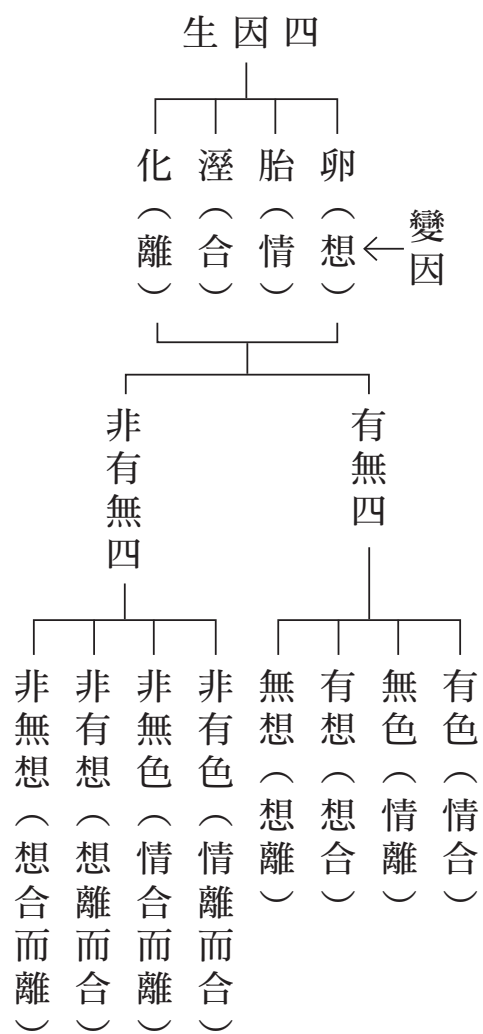 四因生
變因
卵（想）
胎（情）
溼（合）
化（離）
有無四
非有無四
有色（情合）
無色（情離）
有想（想合）
無想（想離）
非有色（情離而合）
非無色（情合而離）
非有想（想離而合）
非無想（想合而離）